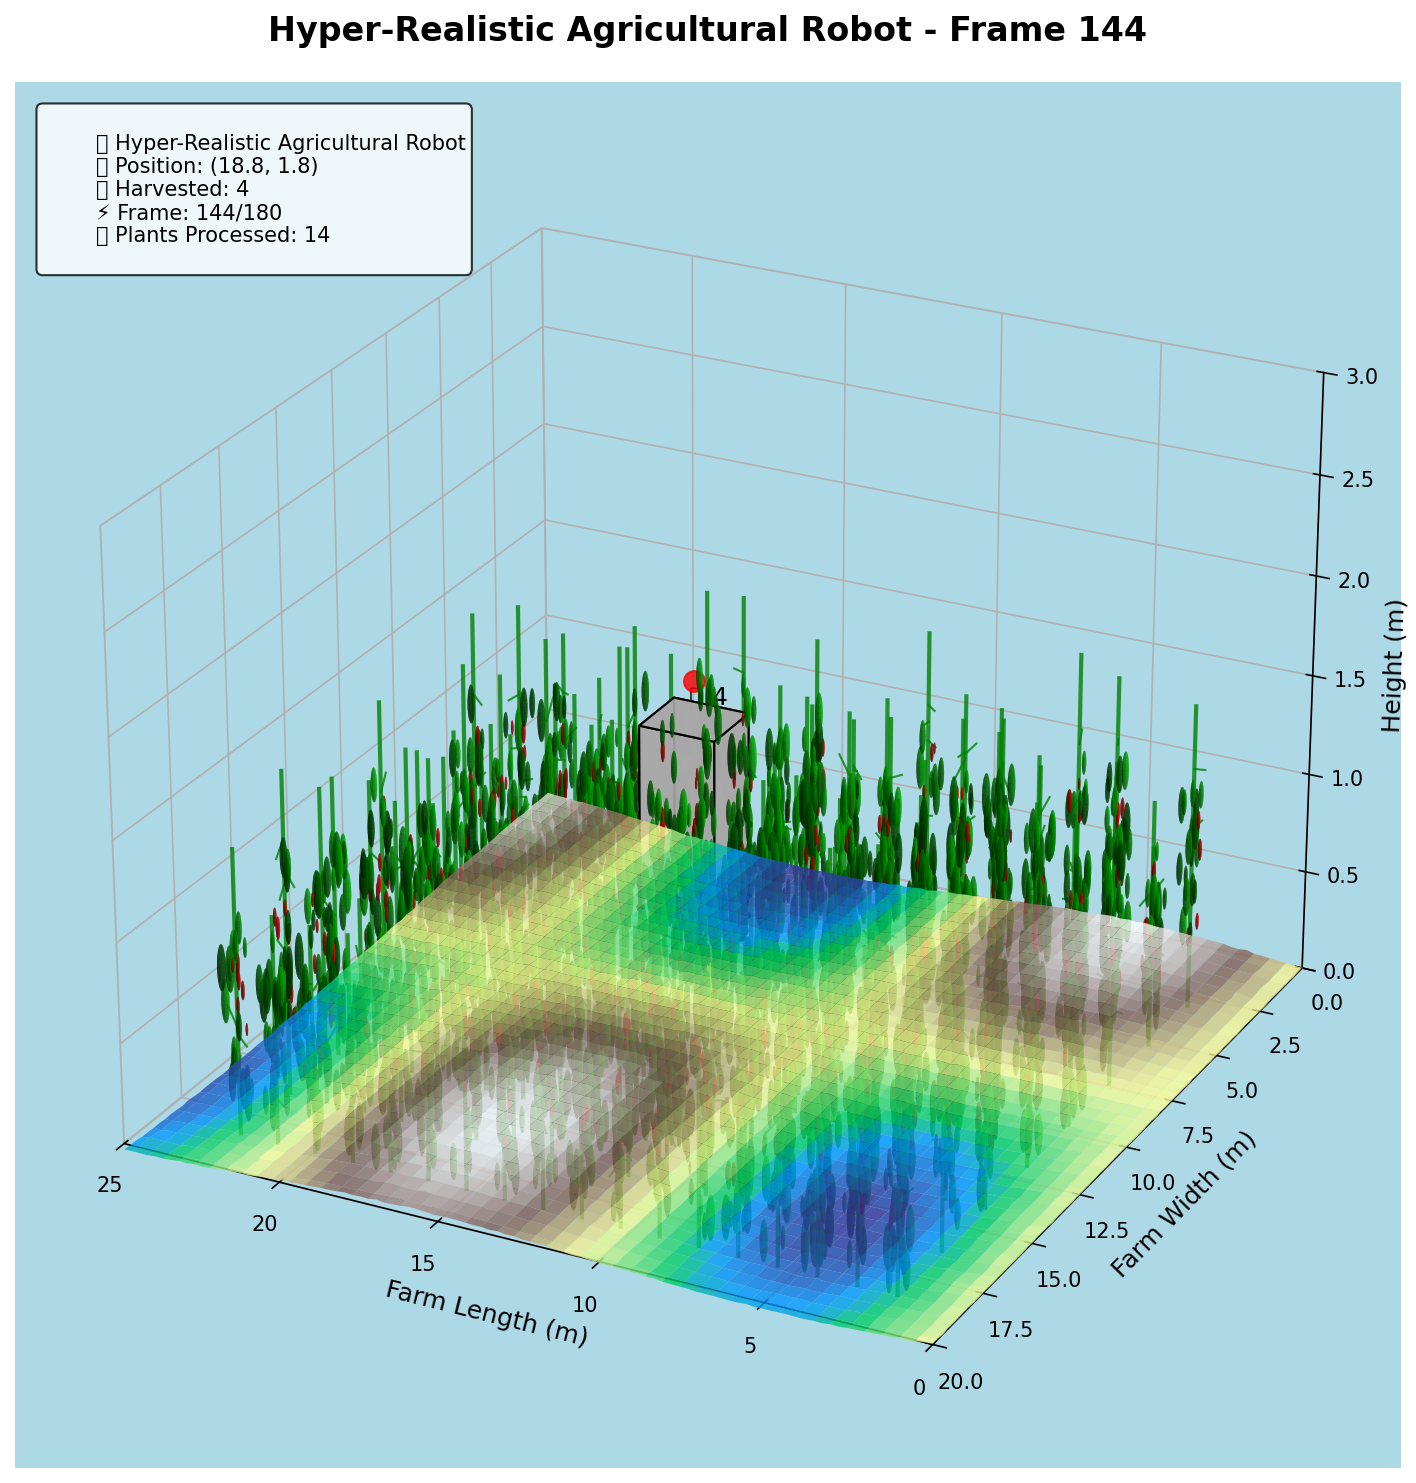 Hyper-Realistic Agricultural Robot - Frame 144
Hyper-Realistic Agricultural Robot
Position: (18.8, 1.8)
Harvested: 4
⚡ Frame: 144/180
Plants Processed: 14
3.0
2.5
2.0
1.5
1.0
0.5
0.0
Height (m)
4
0.0
2.5
5.0
7.5
10.0
12.5
15.0
17.5
20.0
Farm Width (m)
25
20
15
10
5
0
Farm Length (m)